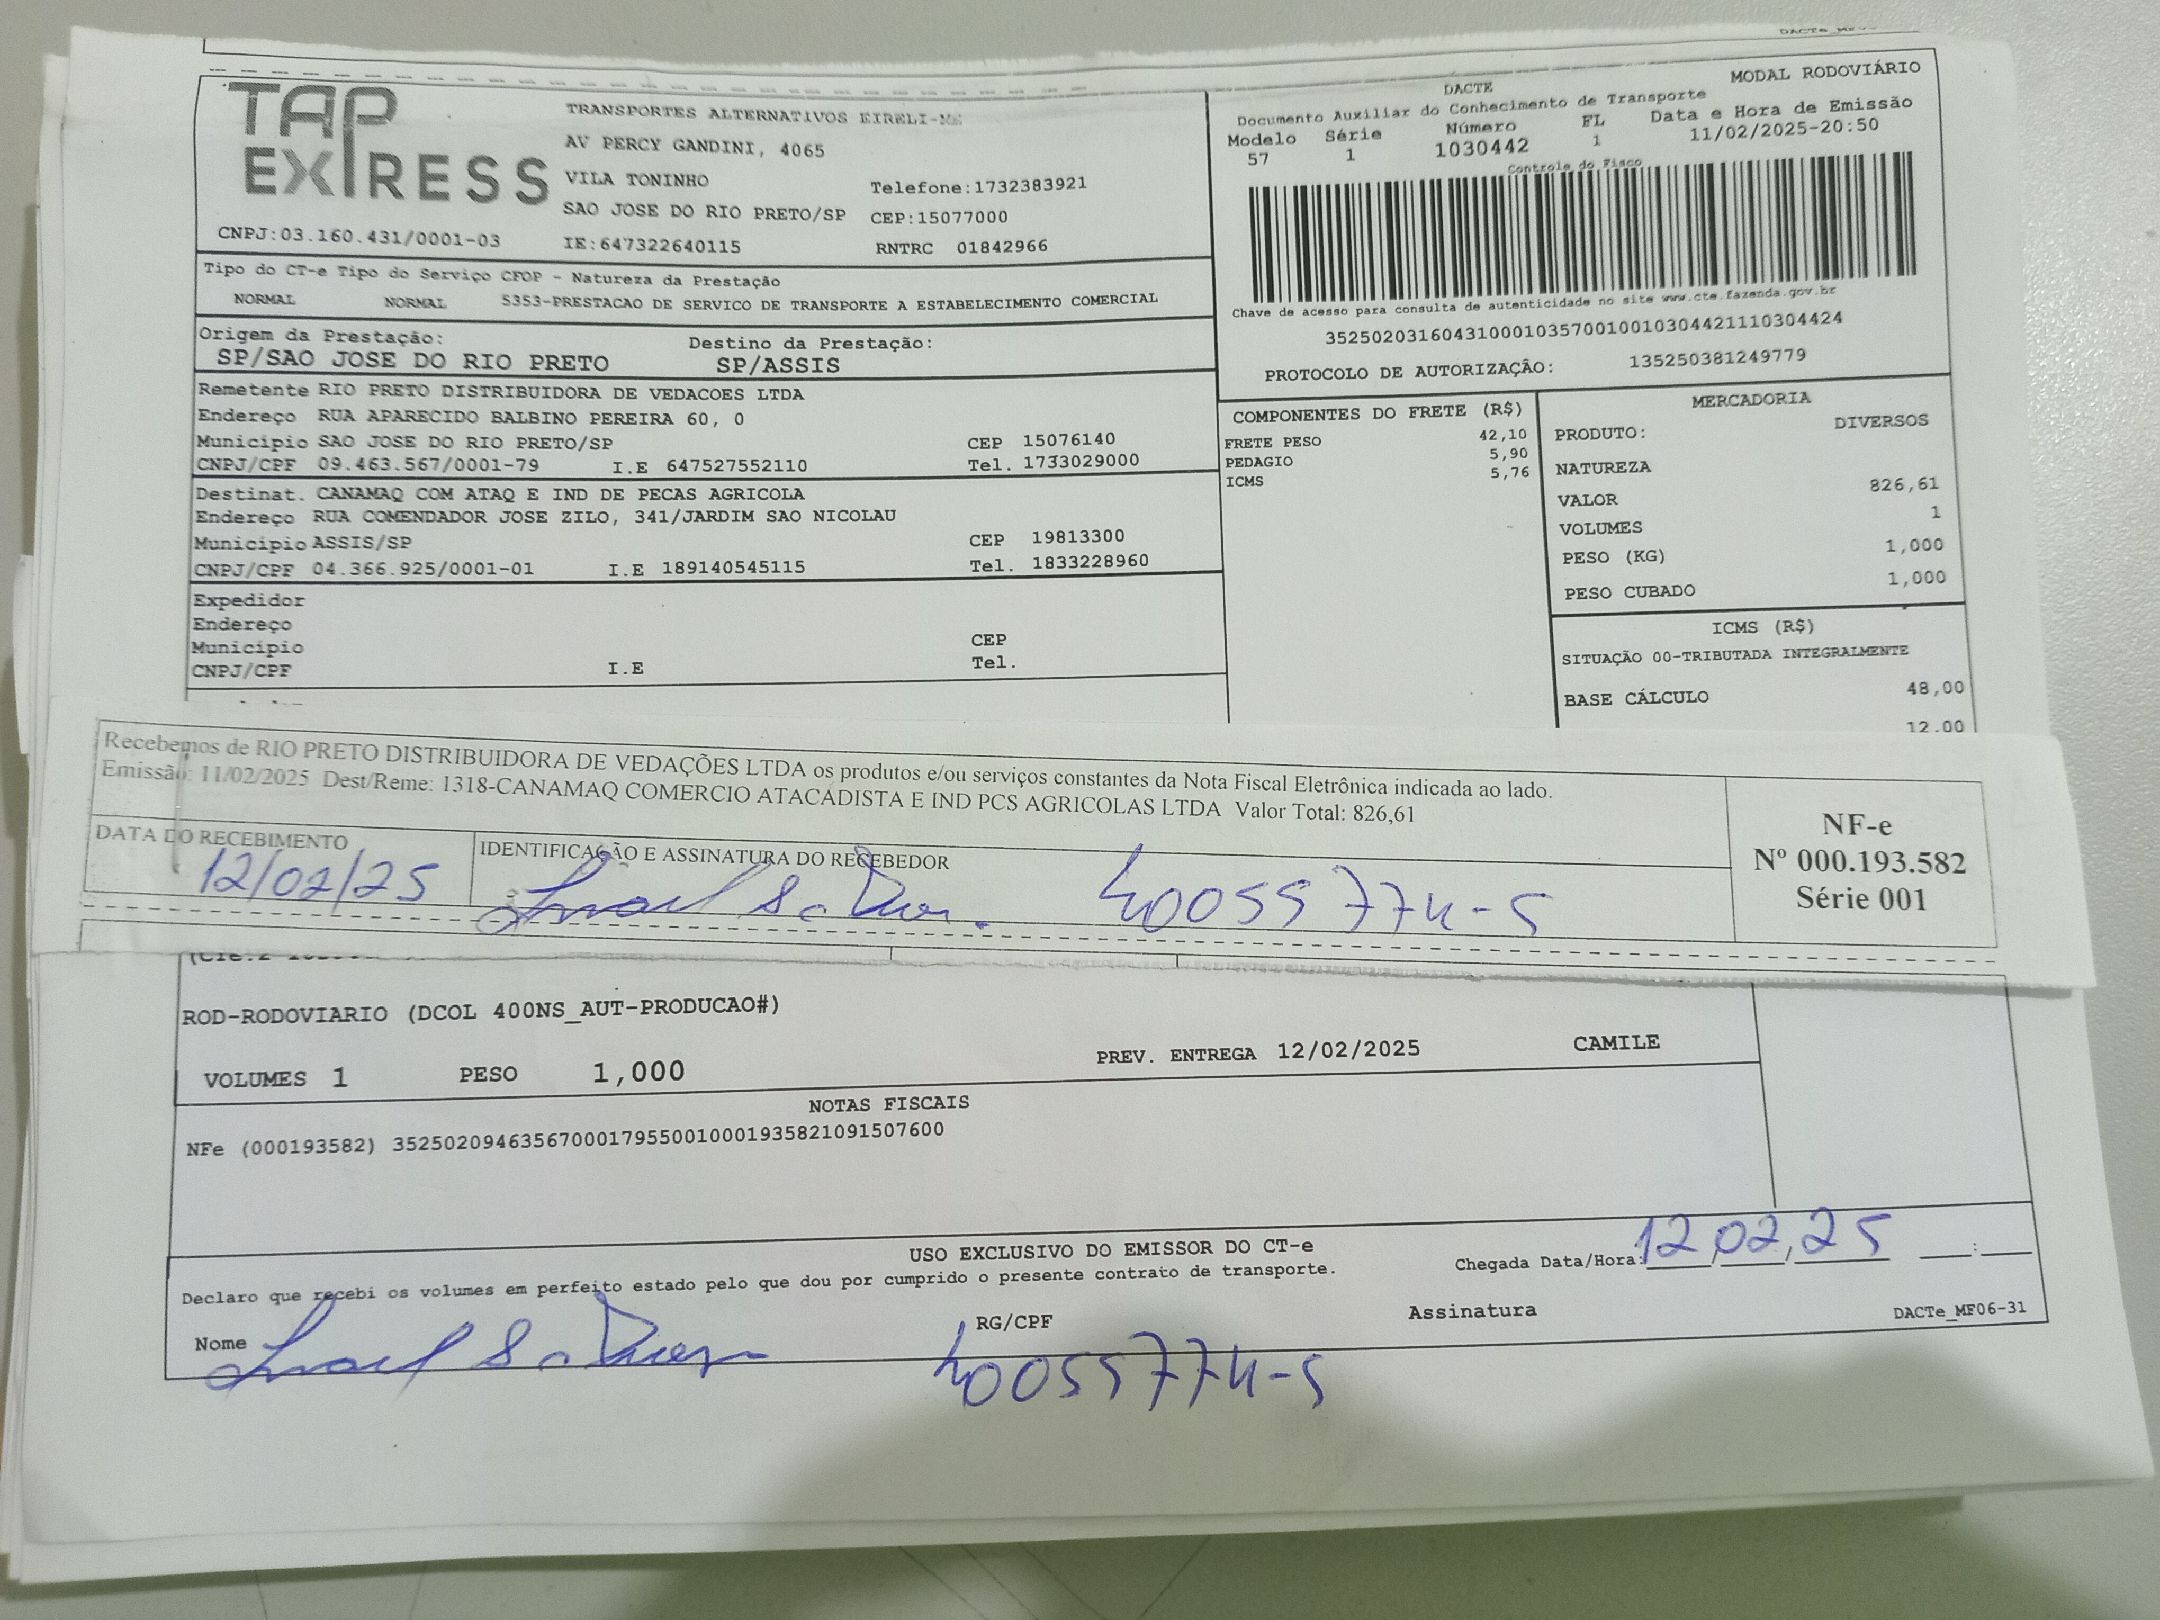 TAP EXPRESS
TRANSPORTES ALTERNATIVOS EIRELI-ME
AV PERCY GANDINI, 4065
VILA TONINHO Telefone:1732383921
SAO JOSE DO RIO PRETO/SP CEP:15077000
CNPJ:03.160.431/0001-03 IE:647322640115 RNTRC 01842966
DACTE MODAL RODOVIÁRIO
Documento Auxiliar do Conhecimento de Transporte
Modelo Série Número FL Data e Hora de Emissão
57 1 1030442 1 11/02/2025-20:50
Controle do Fisco
Chave de acesso para consulta de autenticidade no site www.cte.fazenda.gov.br
35250203160431000103570010010304421110304424
PROTOCOLO DE AUTORIZAÇÃO: 135250381249779
Tipo do CT-e Tipo do Serviço CFOP - Natureza da Prestação
NORMAL NORMAL 5353-PRESTACAO DE SERVICO DE TRANSPORTE A ESTABELECIMENTO COMERCIAL
Origem da Prestação: Destino da Prestação:
SP/SAO JOSE DO RIO PRETO SP/ASSIS
Remetente RIO PRETO DISTRIBUIDORA DE VEDACOES LTDA
Endereço RUA APARECIDO BALBINO PEREIRA 60, 0
Município SAO JOSE DO RIO PRETO/SP CEP 15076140
CNPJ/CPF 09.463.567/0001-79 I.E 647527552110 Tel. 1733029000
Destinat. CANAMAQ COM ATAQ E IND DE PECAS AGRICOLA
Endereço RUA COMENDADOR JOSE ZILO, 341/JARDIM SAO NICOLAU
Município ASSIS/SP CEP 19813300
CNPJ/CPF 04.366.925/0001-01 I.E 189140545115 Tel. 1833228960
Expedidor
Endereço
Município CEP
CNPJ/CPF I.E Tel.
COMPONENTES DO FRETE (R$)
FRETE PESO 42,10
PEDAGIO 5,90
ICMS 5,76
MERCADORIA
PRODUTO: DIVERSOS
NATUREZA
VALOR 826,61
VOLUMES 1
PESO (KG) 1,000
PESO CUBADO 1,000
ICMS (R$)
SITUAÇÃO 00-TRIBUTADA INTEGRALMENTE
BASE CÁLCULO 48,00
12.00
Recebemos de RIO PRETO DISTRIBUIDORA DE VEDAÇÕES LTDA os produtos e/ou serviços constantes da Nota Fiscal Eletrônica indicada ao lado.
Emissão: 11/02/2025 Dest/Reme: 1318-CANAMAQ COMERCIO ATACADISTA E IND PCS AGRICOLAS LTDA Valor Total: 826,61
DATA DO RECEBIMENTO IDENTIFICAÇÃO E ASSINATURA DO RECEBEDOR
12/02/25 40055774-5
NF-e
Nº 000.193.582
Série 001
ROD-RODOVIARIO (DCOL 400NS_AUT-PRODUCAO#)
VOLUMES 1 PESO 1,000 PREV. ENTREGA 12/02/2025 CAMILE
NOTAS FISCAIS
NFe (000193582) 35250209463567000179550010001935821091507600
USO EXCLUSIVO DO EMISSOR DO CT-e
Declaro que recebi os volumes em perfeito estado pelo que dou por cumprido o presente contrato de transporte. Chegada Data/Hora: 12 02 25
Nome RG/CPF Assinatura DACTe_MF06-31
40055774-5